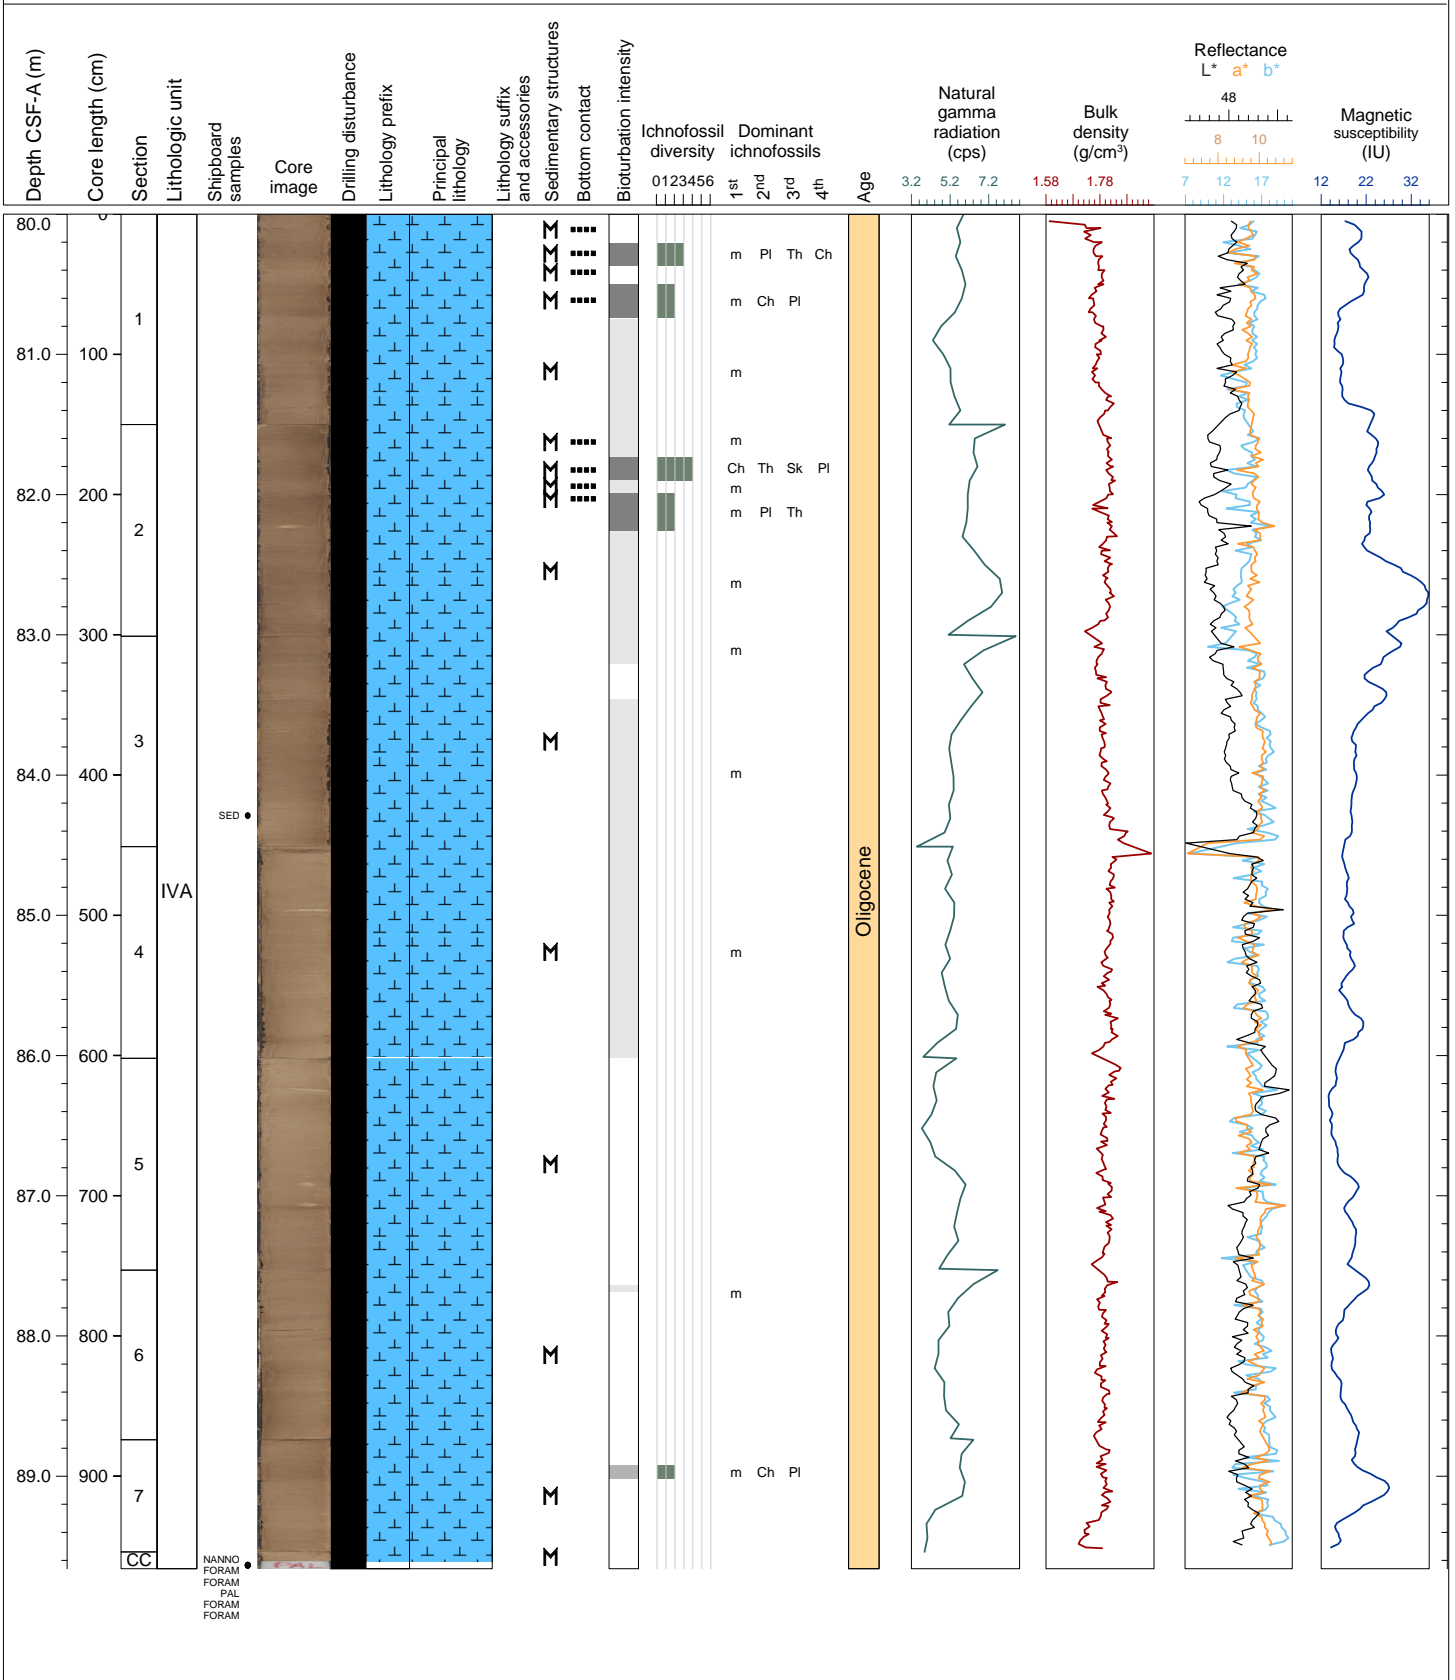 Depth CSF-A (m)
Core length (cm)
Section
Lithologic unit
Shipboard
samples
Core
image
Drilling disturbance
Lithology prefix
Principal
lithology
Lithology suffix
and accessories
Sedimentary structures
Bottom contact
Bioturbation intensity
Ichnofossil
diversity
0123456
Dominant
ichnofossils
1st 2nd 3rd 4th
Age
Natural
gamma
radiation
(cps)
3.2 5.2 7.2
Bulk
density
(g/cm³)
1.58 1.78
Reflectance
L* a* b*
48
8 10
7 12 17
Magnetic
susceptibility
(IU)
12 22 32
80.0 0
m Pl Th Ch
m Ch Pl
1
81.0 100
m
m
Ch Th Sk Pl
82.0 200 m
m Pl Th
2
m
83.0 300
m
3
84.0 400 m
SED
Oligocene
IVA
85.0 500
4 m
86.0 600
5
87.0 700
m
88.0 800
6
89.0 900 m Ch Pl
7
CC
NANNO
FORAM
FORAM
PAL
FORAM
FORAM